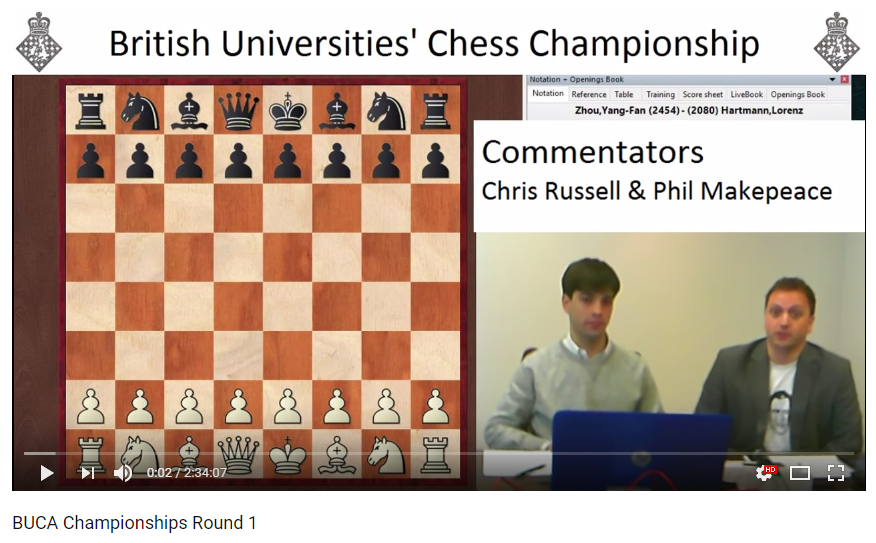 British Universities' Chess Championship
Notation + Openings Book
Notation Reference Table Training Score sheet LiveBook Openings Book
Zhou,Yang-Fan (2454) - (2080) Hartmann,Lorenz
Commentators
Chris Russell & Phil Makepeace
0:02 / 2:34:07
HD
BUCA Championships Round 1